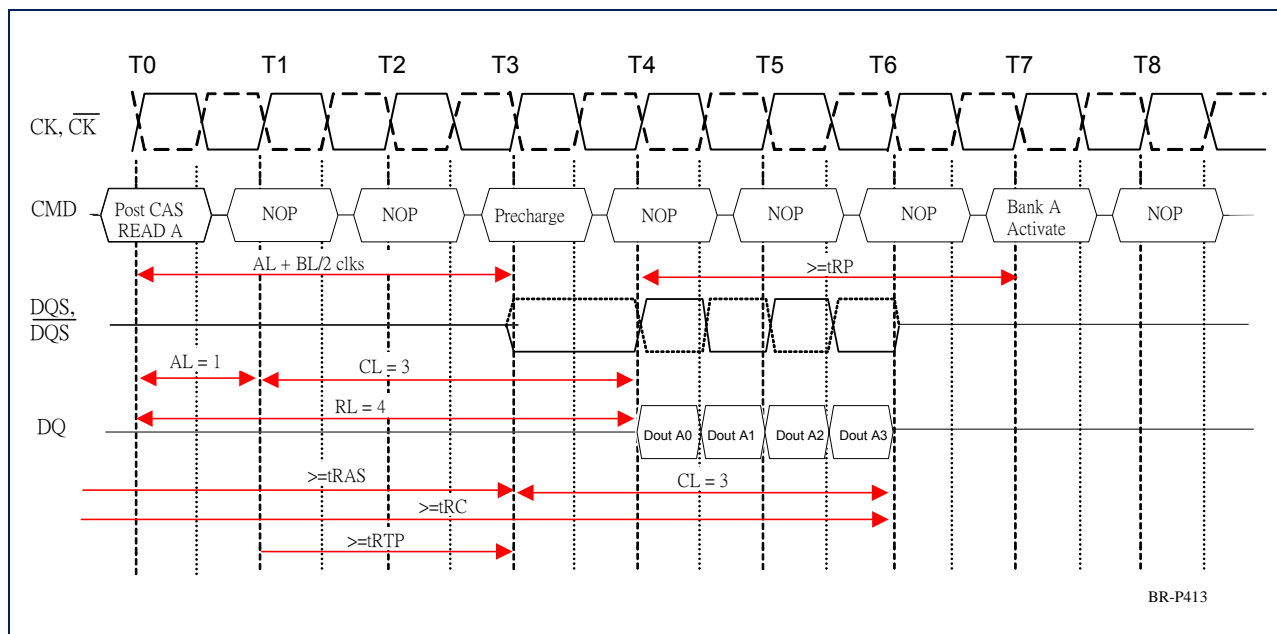 T0 T1 T2 T3 T4 T5 T6 T7 T8
CK, CK
CMD
Post CAS
READ A
NOP
NOP
Precharge
NOP
NOP
NOP
Bank A
Activate
NOP
AL + BL/2 clks
>=tRP
DQS,
DQS
AL = 1
CL = 3
RL = 4
DQ
Dout A0
Dout A1
Dout A2
Dout A3
>=tRAS
CL = 3
>=tRC
>=tRTP
BR-P413